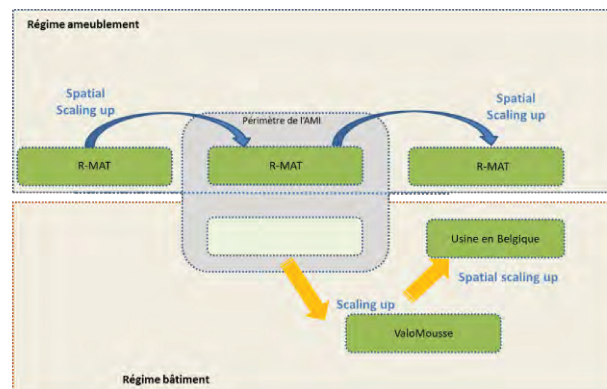 Régime ameublement
Spatial
Scaling up
Périmètre de l'AMI
Spatial
Scaling up
R-MAT
R-MAT
R-MAT
Usine en Belgique
Spatial scaling up
Scaling up
ValoMousse
Régime bâtiment